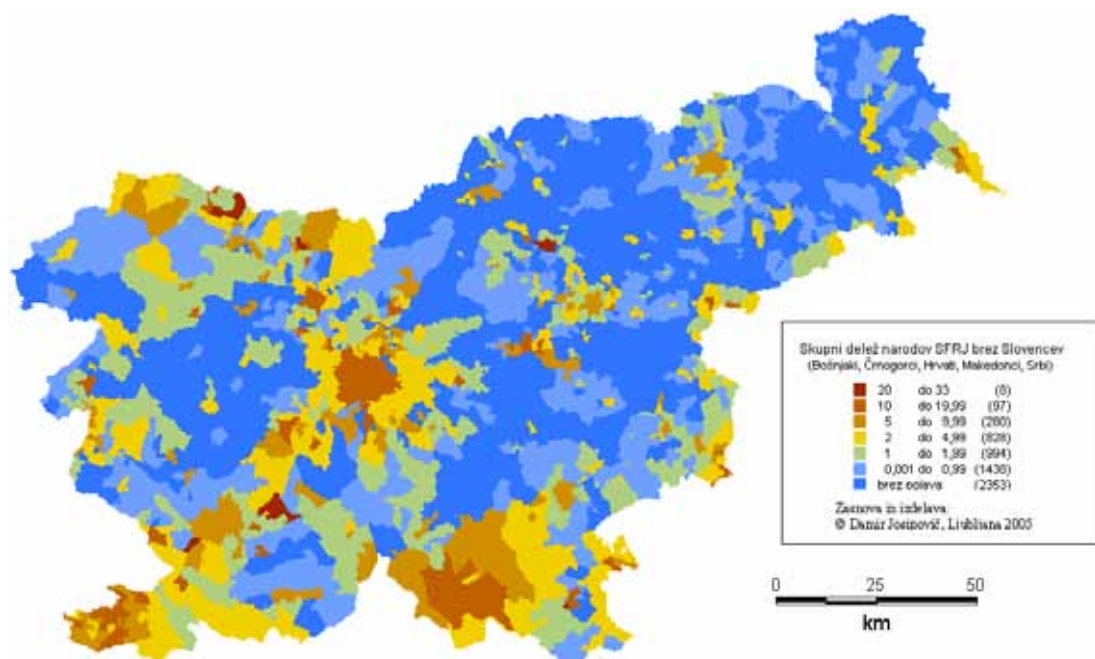 Skupni delež narodov SFRJ brez Slovencev
(Bošnjaki, Črnogorci, Hrvati, Makedonci, Srbi)
20 do 33 (8)
10 do 19,99 (97)
5 do 9,99 (280)
2 do 4,99 (828)
1 do 1,99 (994)
0,001 do 0,99 (1438)
brez pojava (2353)
Zasnova in izdelava
© Damir Josipovič, Ljubljana 2005
0 25 50
km